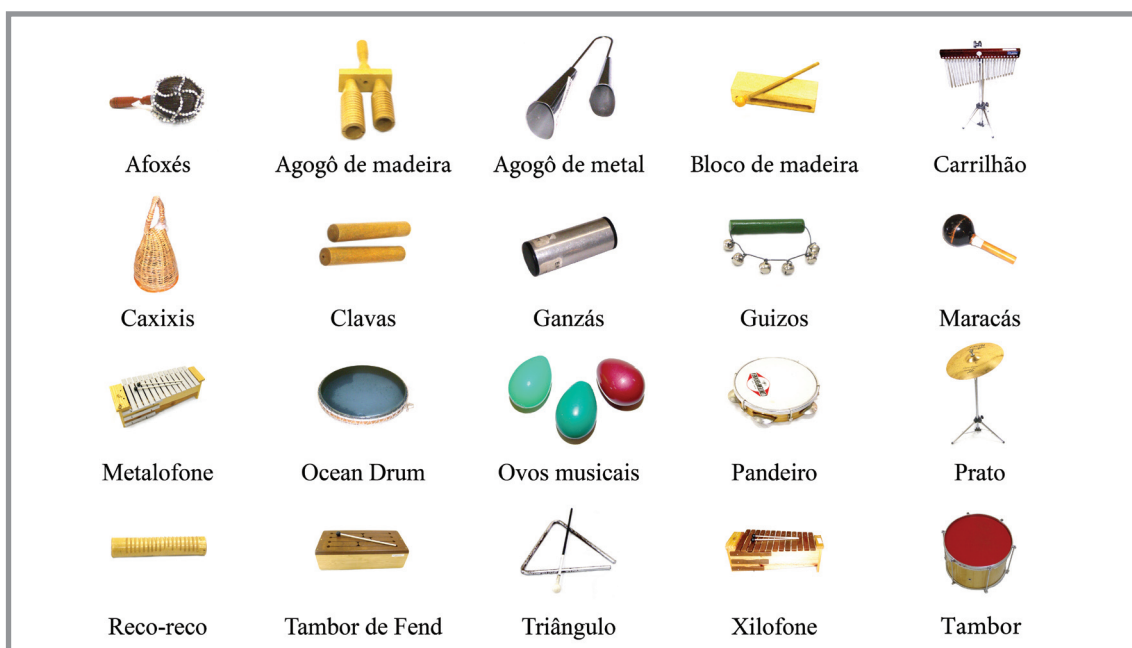 Afoxés
Agogô de madeira
Agogô de metal
Bloco de madeira
Carrilhão
Caxixis
Clavas
Ganzás
Guizos
Maracás
Metalofone
Ocean Drum
Ovos musicais
Pandeiro
Prato
Reco-reco
Tambor de Fend
Triângulo
Xilofone
Tambor